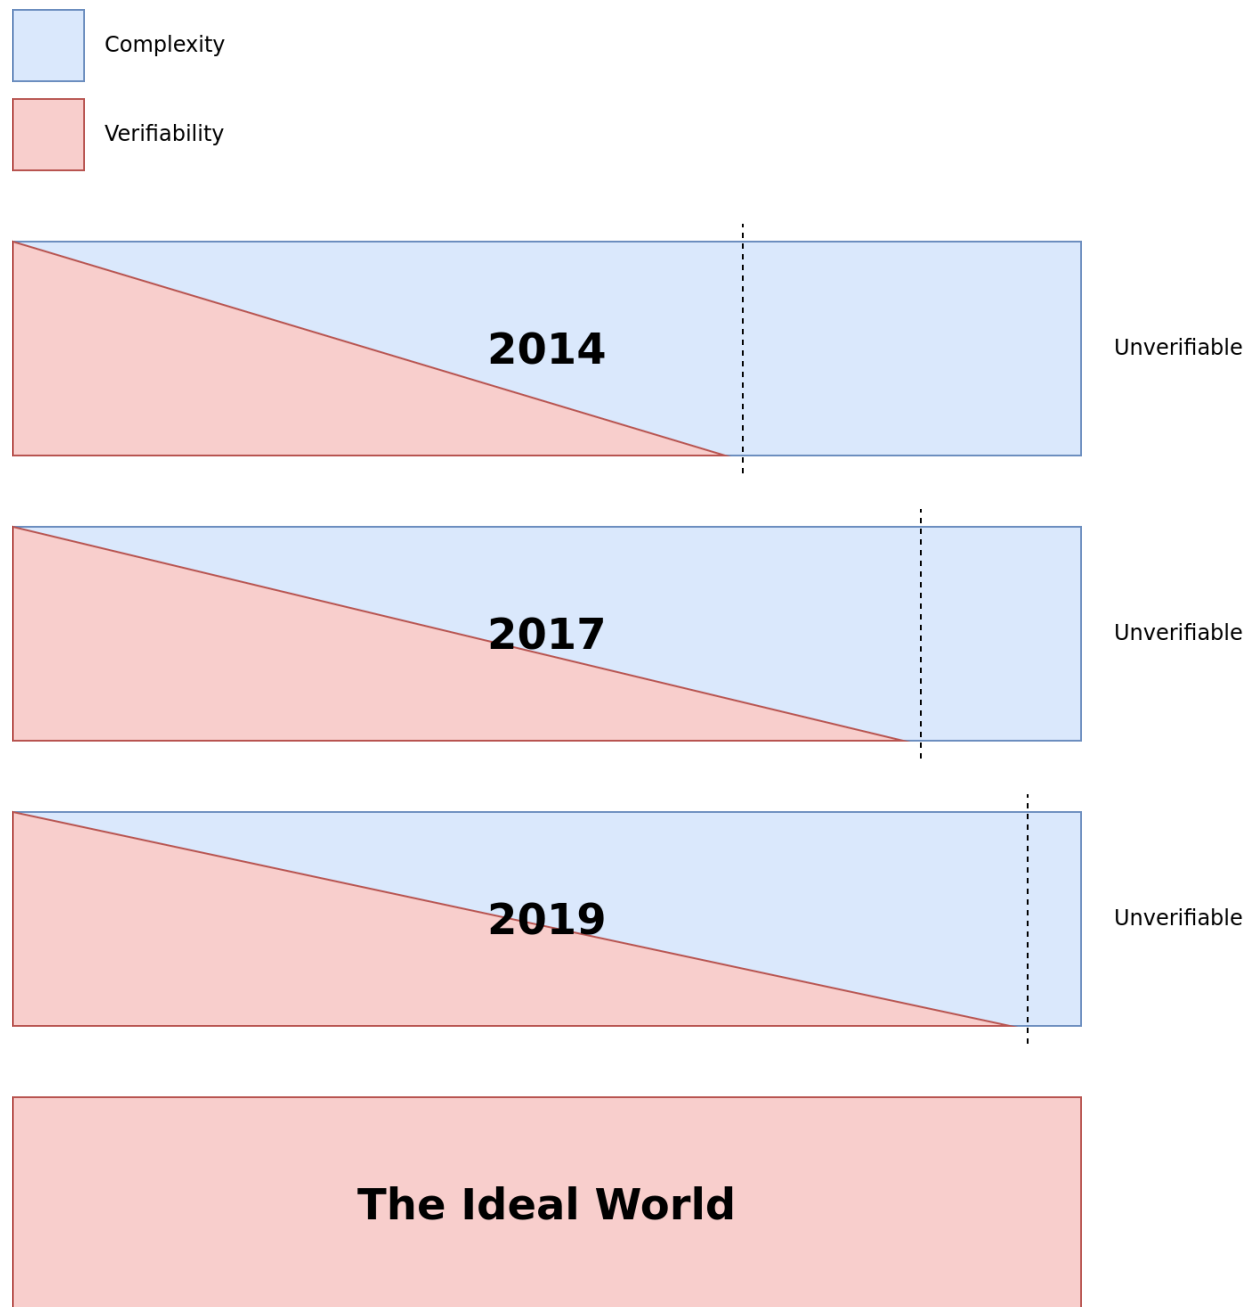 Complexity
Verifiability
2014
Unverifiable
2017
Unverifiable
2019
Unverifiable
The Ideal World